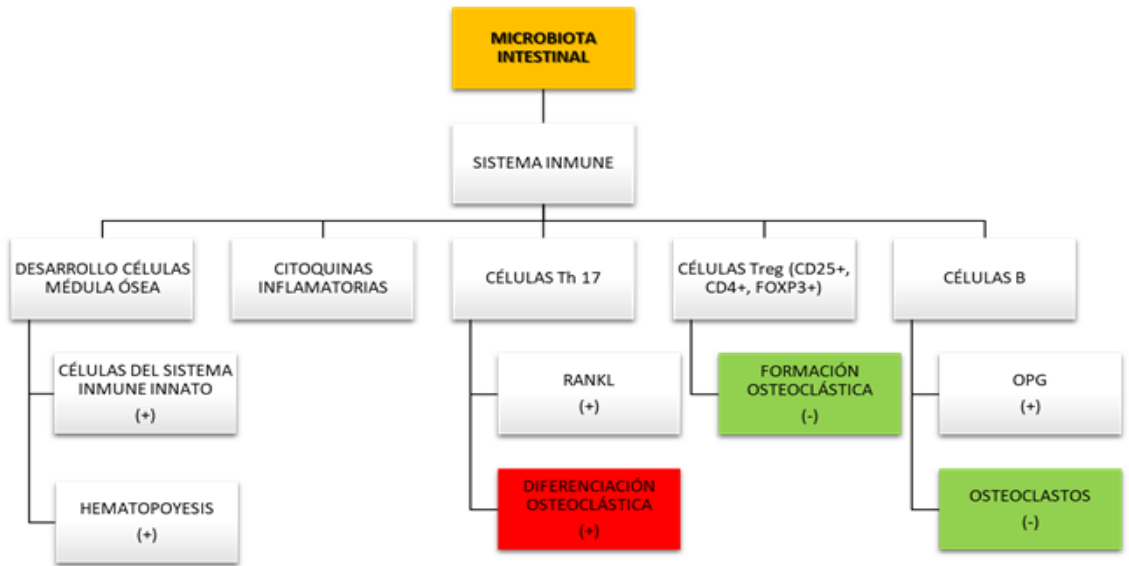 MICROBIOTA
INTESTINAL
SISTEMA INMUNE
DESARROLLO CÉLULAS
MÉDULA ÓSEA
CITOQUINAS
INFLAMATORIAS
CÉLULAS Th 17
CÉLULAS Treg (CD25+,
CD4+, FOXP3+)
CÉLULAS B
CÉLULAS DEL SISTEMA
INMUNE INNATO
(+)
HEMATOPOYESIS
(+)
RANKL
(+)
DIFERENCIACIÓN
OSTEOCLÁSTICA
(+)
FORMACIÓN
OSTEOCLÁSTICA
(-)
OPG
(+)
OSTEOCLASTOS
(-)